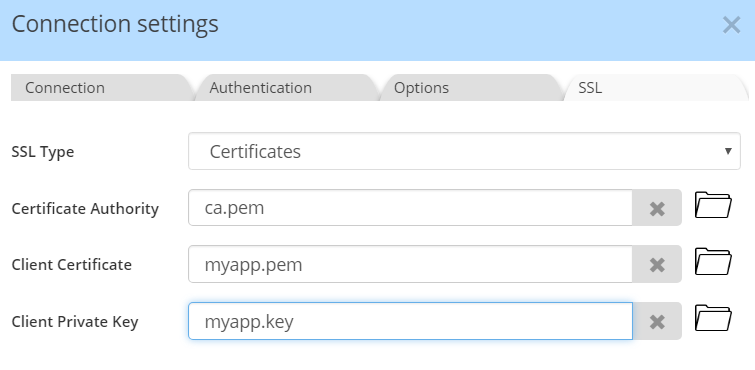 Connection settings
Connection Authentication Options SSL
SSL Type Certificates
Certificate Authority ca.pem
Client Certificate myapp.pem
Client Private Key myapp.key